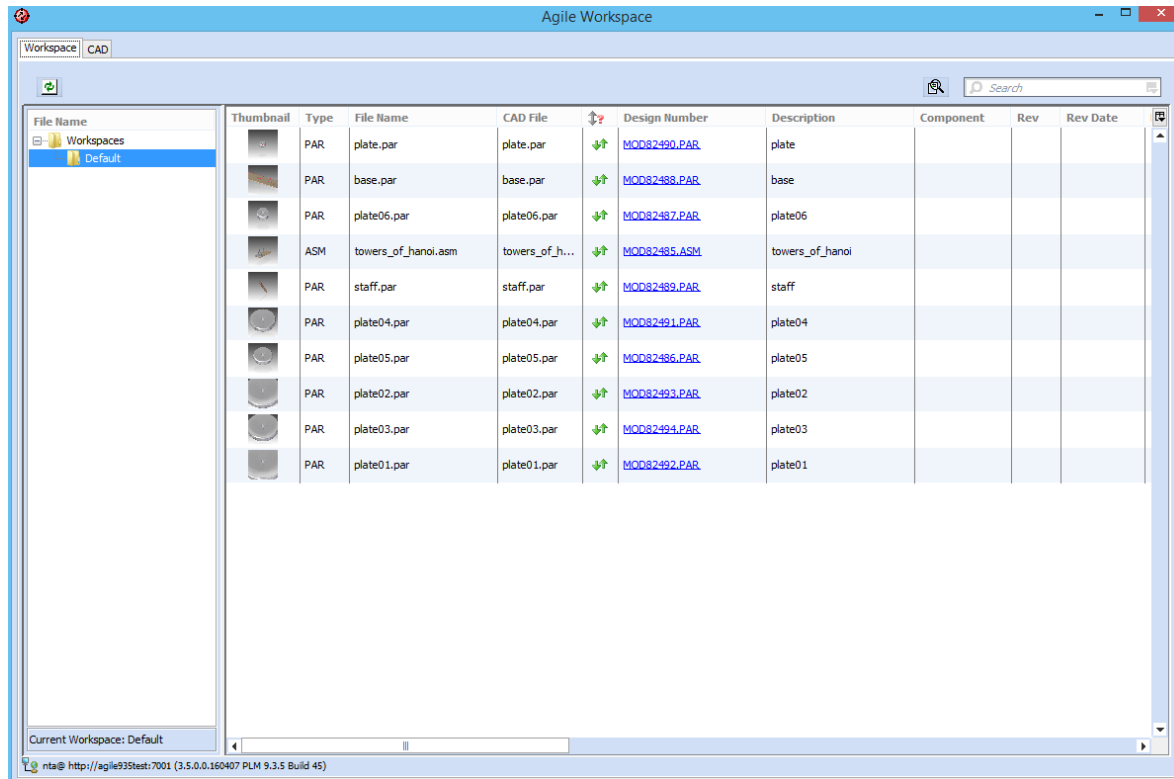 Agile Workspace
Workspace CAD
Search
File Name
Workspaces
Default
Thumbnail Type File Name CAD File Design Number Description Component Rev Rev Date
PAR plate.par plate.par MOD82490.PAR plate
PAR base.par base.par MOD82488.PAR base
PAR plate06.par plate06.par MOD82487.PAR plate06
ASM towers_of_hanoi.asm towers_of_h... MOD82485.ASM towers_of_hanoi
PAR staff.par staff.par MOD82489.PAR staff
PAR plate04.par plate04.par MOD82491.PAR plate04
PAR plate05.par plate05.par MOD82486.PAR plate05
PAR plate02.par plate02.par MOD82493.PAR plate02
PAR plate03.par plate03.par MOD82494.PAR plate03
PAR plate01.par plate01.par MOD82492.PAR plate01
Current Workspace: Default
nta@ http://agile935test:7001 (3.5.0.0.160407 PLM 9.3.5 Build 45)